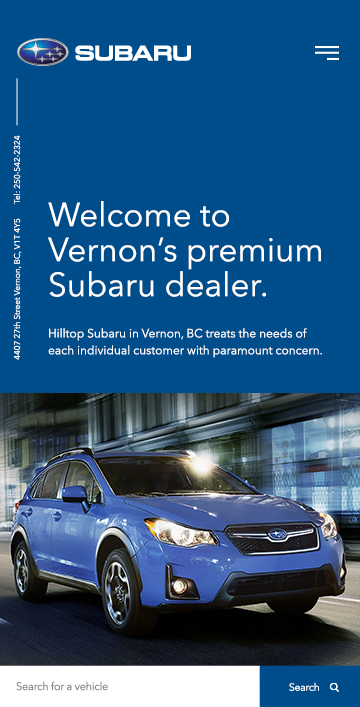 SUBARU
Tel: 250-542-2324
4407 27th Street Vernon, BC, V1T 4Y5
Welcome to
Vernon's premium
Subaru dealer.
Hilltop Subaru in Vernon, BC treats the needs of
each individual customer with paramount concern.
Search for a vehicle
Search